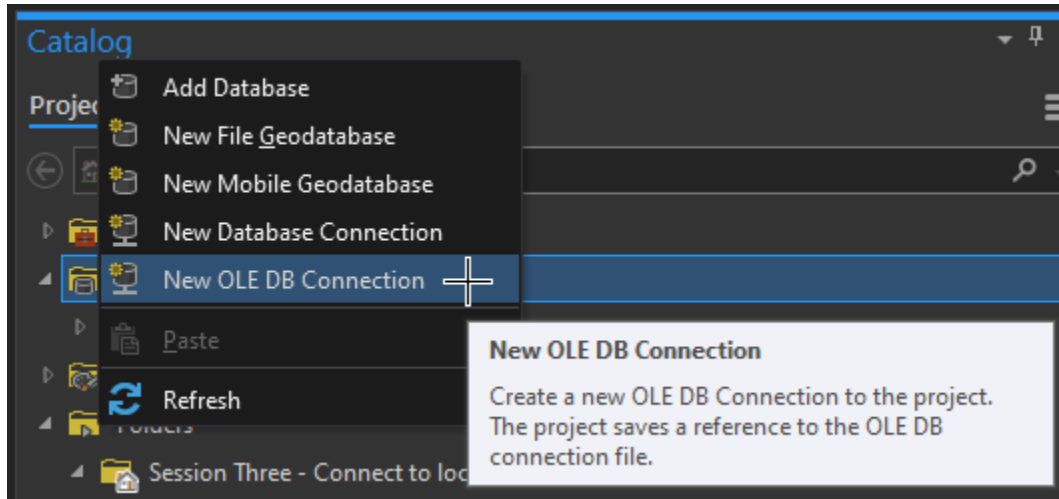 Catalog
Add Database
Projec
New File Geodatabase
New Mobile Geodatabase
New Database Connection
New OLE DB Connection
Paste
New OLE DB Connection
Refresh
Create a new OLE DB Connection to the project.
The project saves a reference to the OLE DB
connection file.
Folders
Session Three - Connect to loc